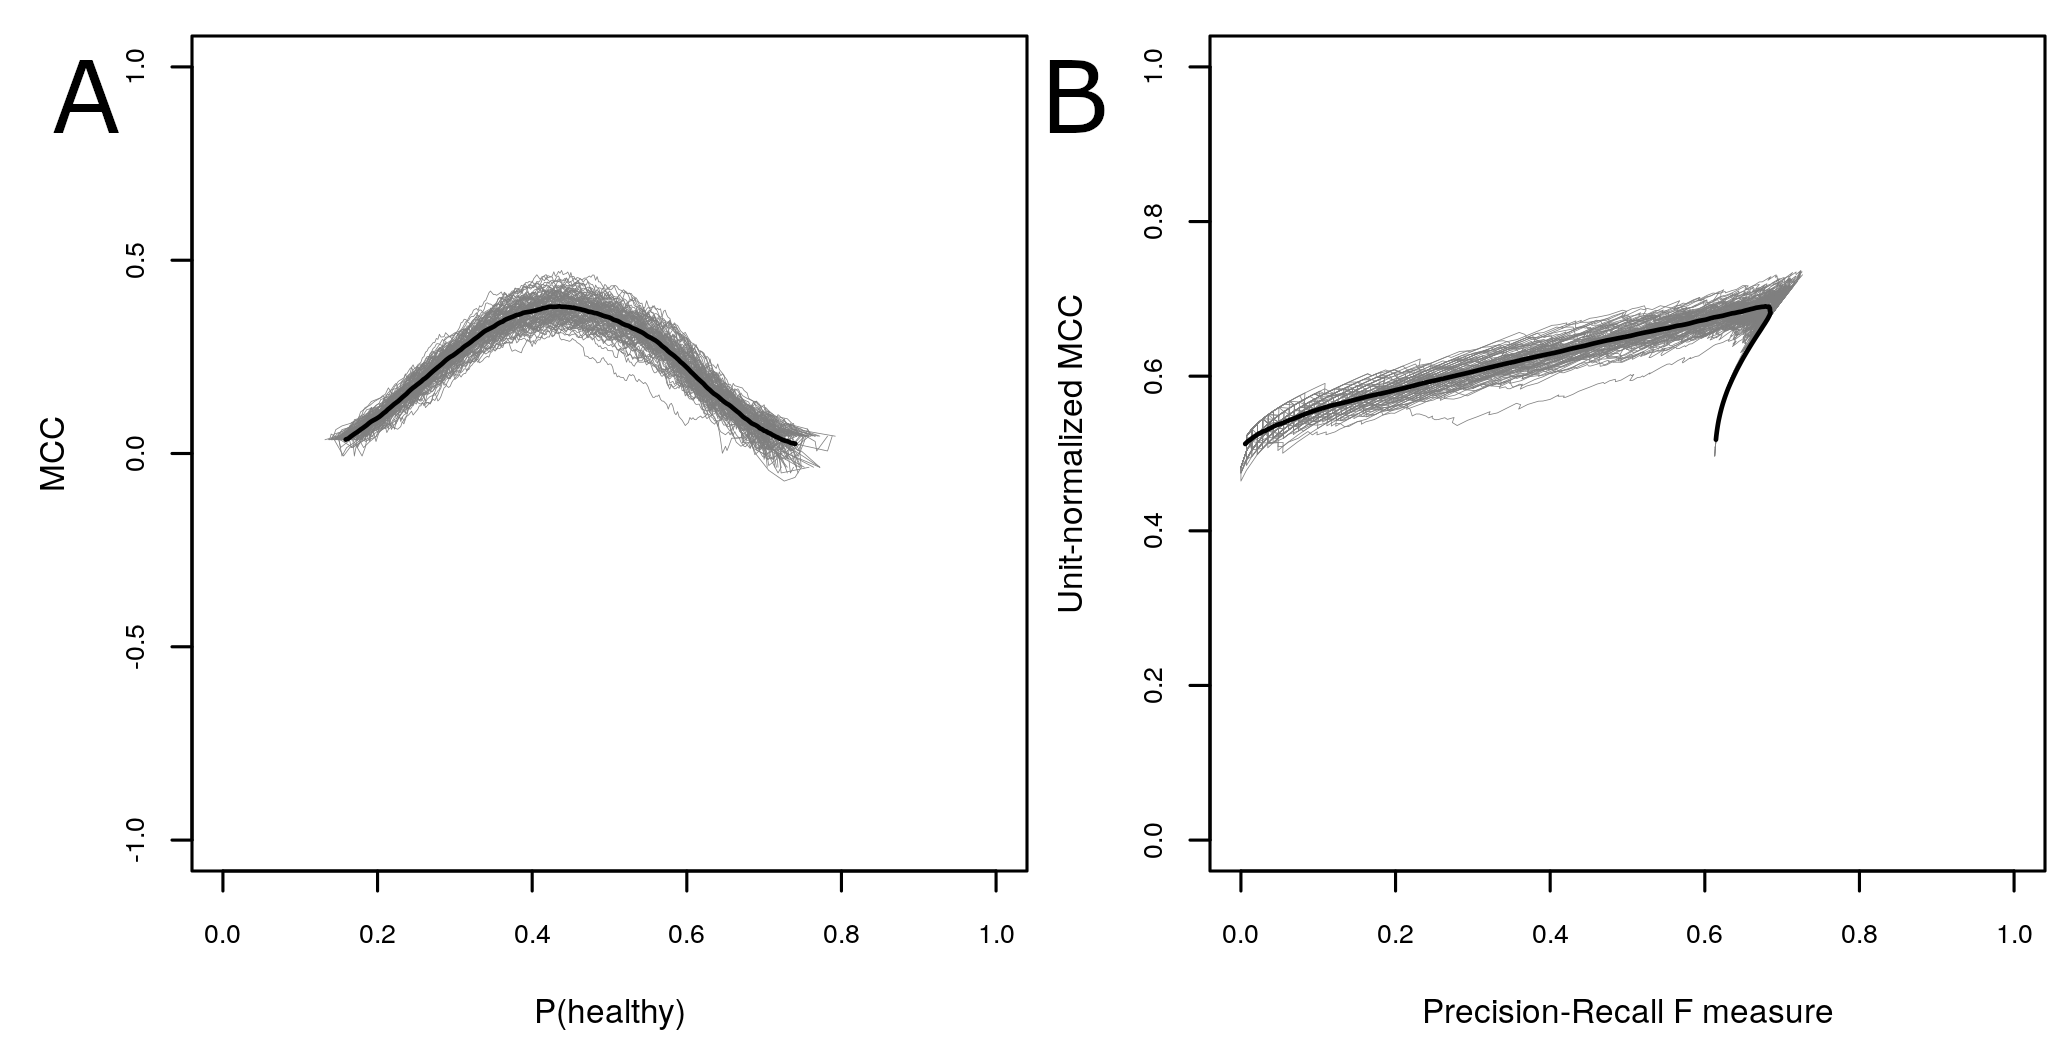 A
1.0
0.5
0.0
-0.5
-1.0
MCC
0.0 0.2 0.4 0.6 0.8 1.0
P(healthy)
B
1.0
0.8
0.6
0.4
0.2
0.0
Unit-normalized MCC
0.0 0.2 0.4 0.6 0.8 1.0
Precision-Recall F measure